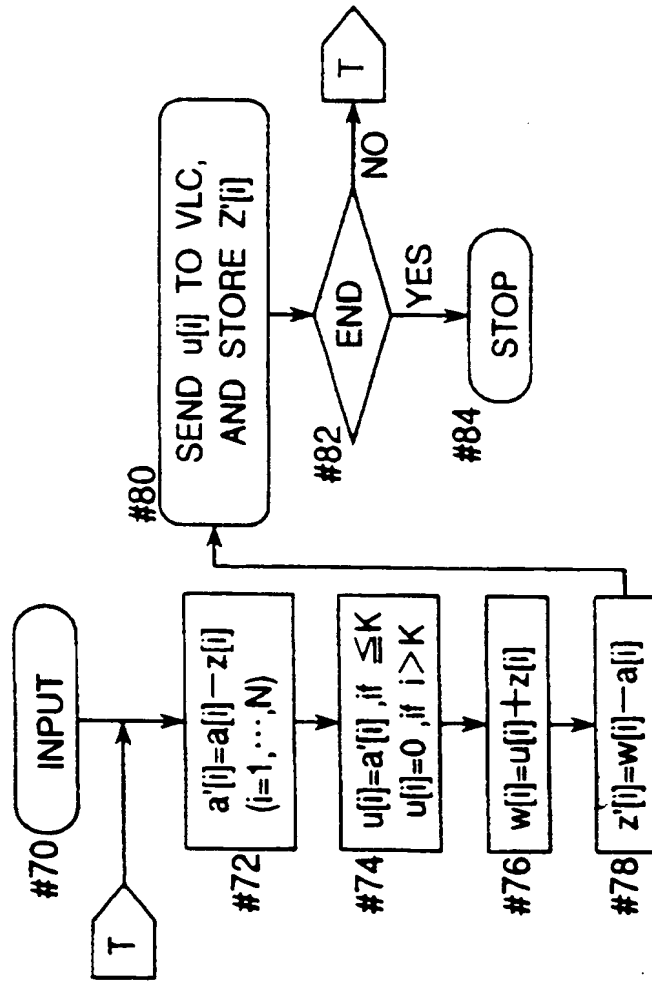 #70
INPUT
T
#72
a'[i]=a[i]−z[i]
(i=1,···,N)
#74
u[i]=a'[i],if ≦K
u[i]=0,if i>K
#76
w[i]=u[i]+z[i]
#78
z'[i]=w[i]−a[i]
#80
SEND u[i] TO VLC,
AND STORE Z'[i]
#82
END
NO
T
YES
#84
STOP